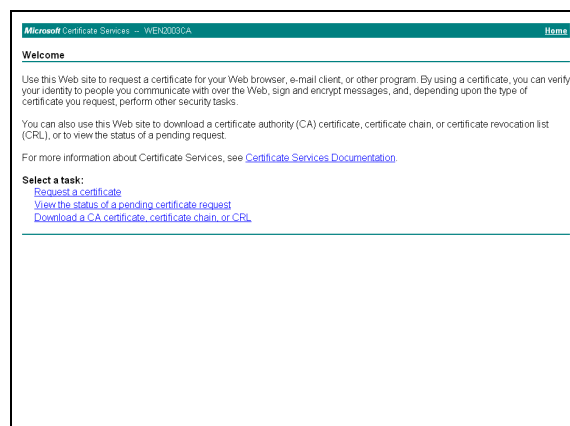 Microsoft Certificate Services -- WEN2003CA Home
Welcome
Use this Web site to request a certificate for your Web browser, e-mail client, or other program. By using a certificate, you can verify
your identity to people you communicate with over the Web, sign and encrypt messages, and, depending upon the type of
certificate you request, perform other security tasks.
You can also use this Web site to download a certificate authority (CA) certificate, certificate chain, or certificate revocation list
(CRL), or to view the status of a pending request.
For more information about Certificate Services, see Certificate Services Documentation.
Select a task:
Request a certificate
View the status of a pending certificate request
Download a CA certificate, certificate chain, or CRL